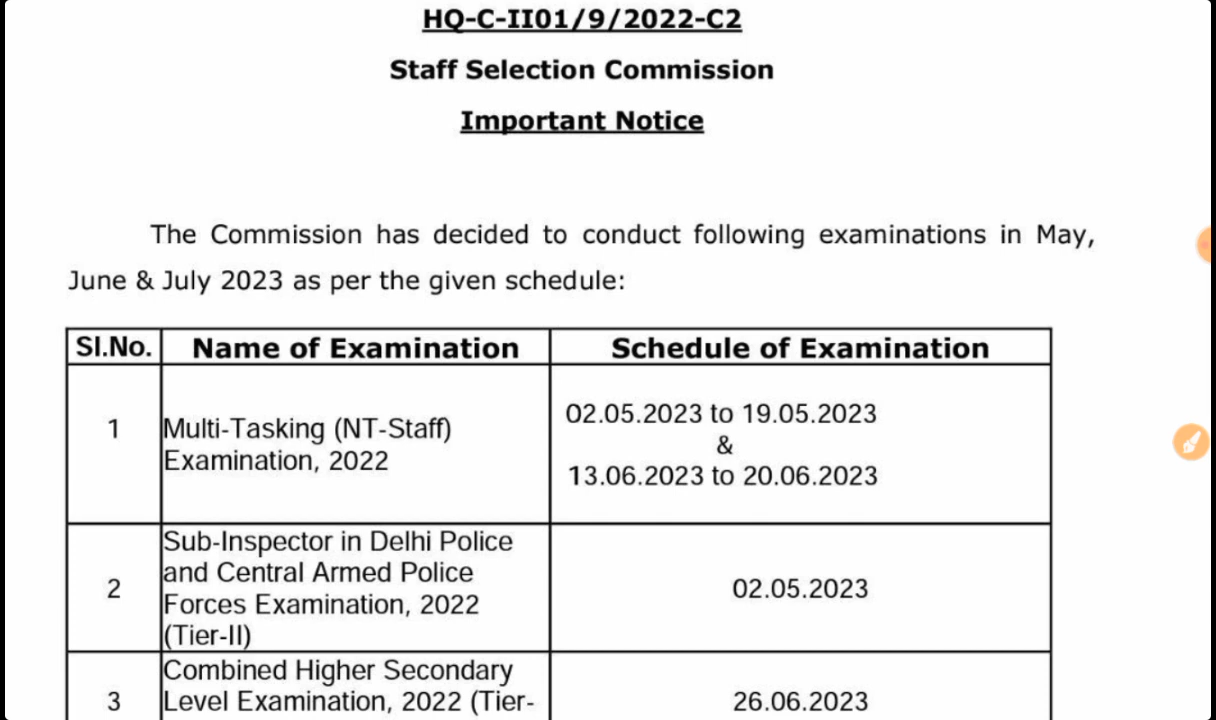 HQ-C-II01/9/2022-C2
Staff Selection Commission
Important Notice
The Commission has decided to conduct following examinations in May,
June & July 2023 as per the given schedule:
Sl.No. Name of Examination Schedule of Examination
1
Multi-Tasking (NT-Staff)
Examination, 2022
02.05.2023 to 19.05.2023
&
13.06.2023 to 20.06.2023
2
Sub-Inspector in Delhi Police
and Central Armed Police
Forces Examination, 2022
(Tier-II)
02.05.2023
3
Combined Higher Secondary
Level Examination, 2022 (Tier-
26.06.2023